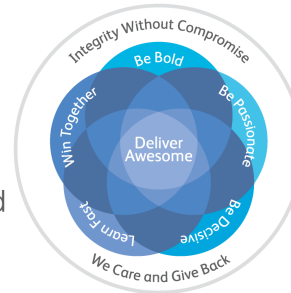 Integrity Without Compromise
Be Bold
Be Passionate
Win Together
Deliver
Awesome
Learn Fast
Be Decisive
We Care and Give Back